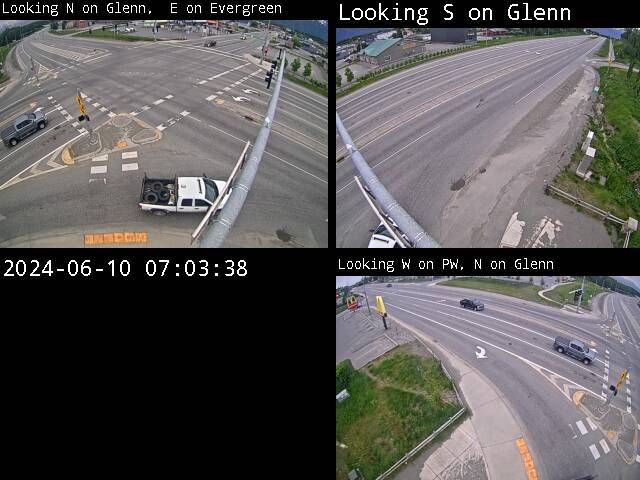 Looking N on Glenn,  E on Evergreen
Looking S on Glenn
2024-06-10 07:03:38
Looking W on PW, N on Glenn